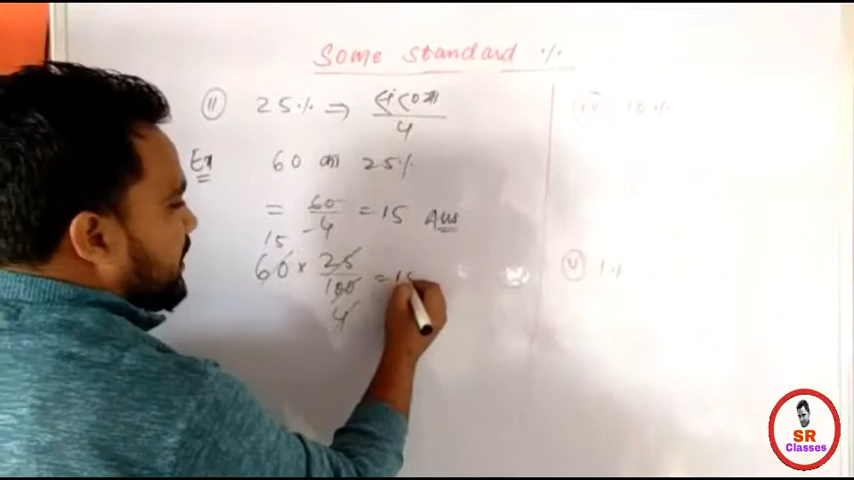 Some standard %
(ii) 25% ⇒ संख्या/4
Ex 60 का 25%
= 60/4 = 15 Ans
15
60 × 25/100 = 15
4
(iv) 10%
(v) 1%
SR
Classes